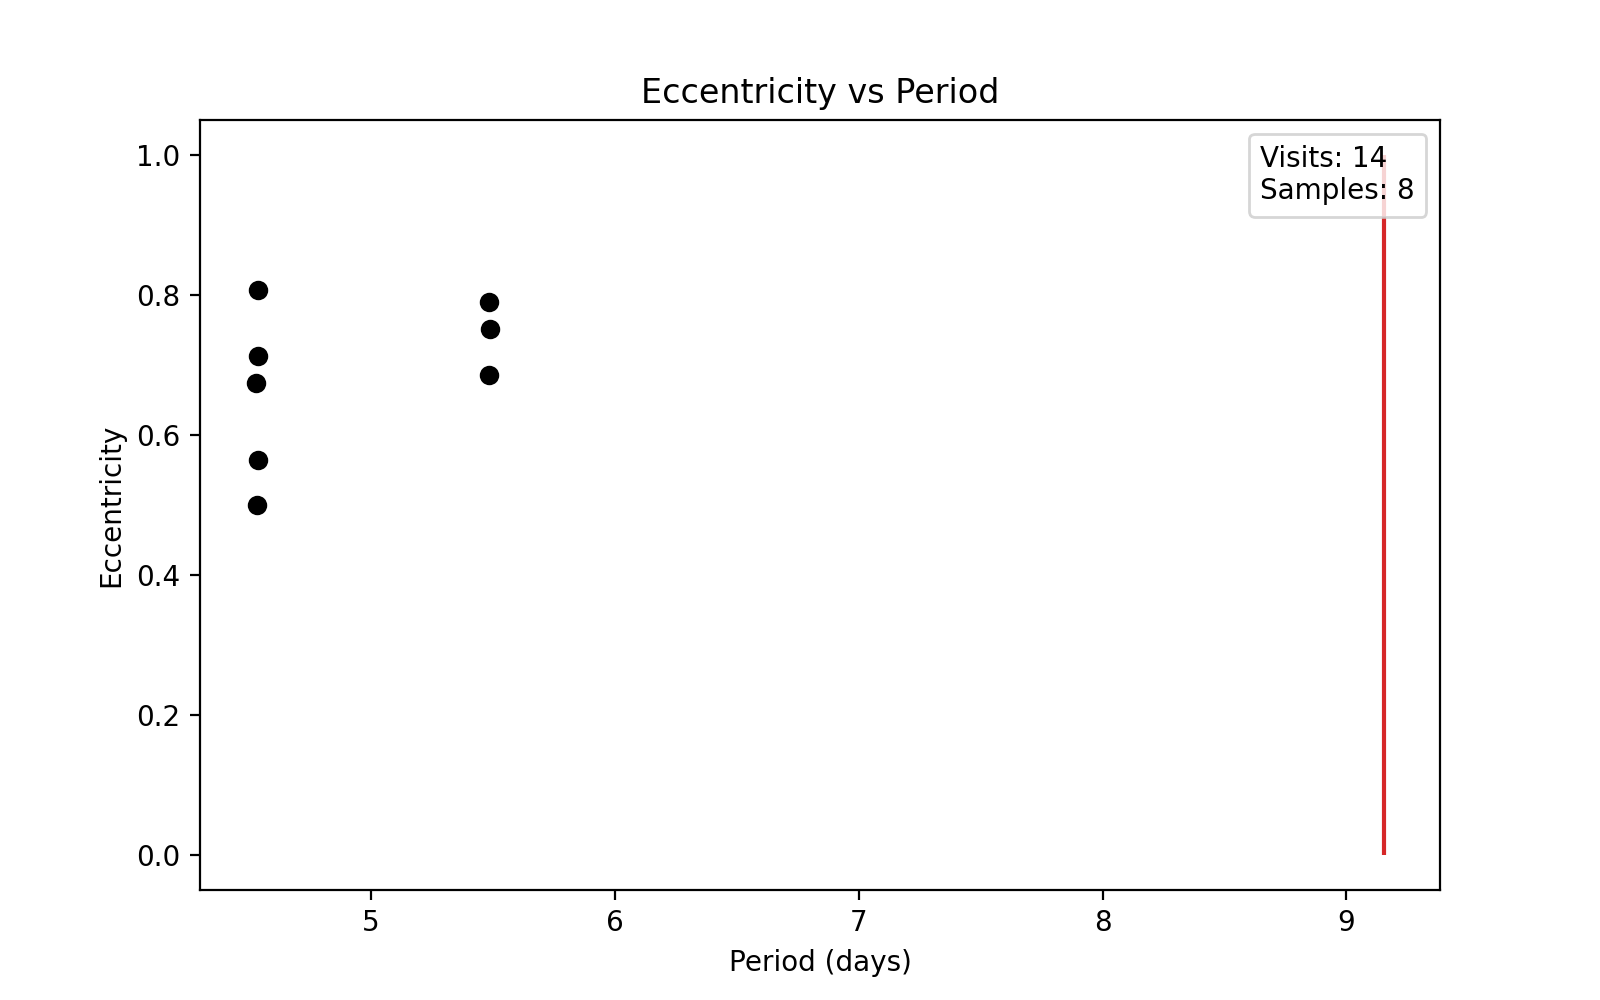 Eccentricity vs Period
Visits: 14
Samples: 8
1.0
0.8
0.6
0.4
0.2
0.0
Eccentricity
5 6 7 8 9
Period (days)